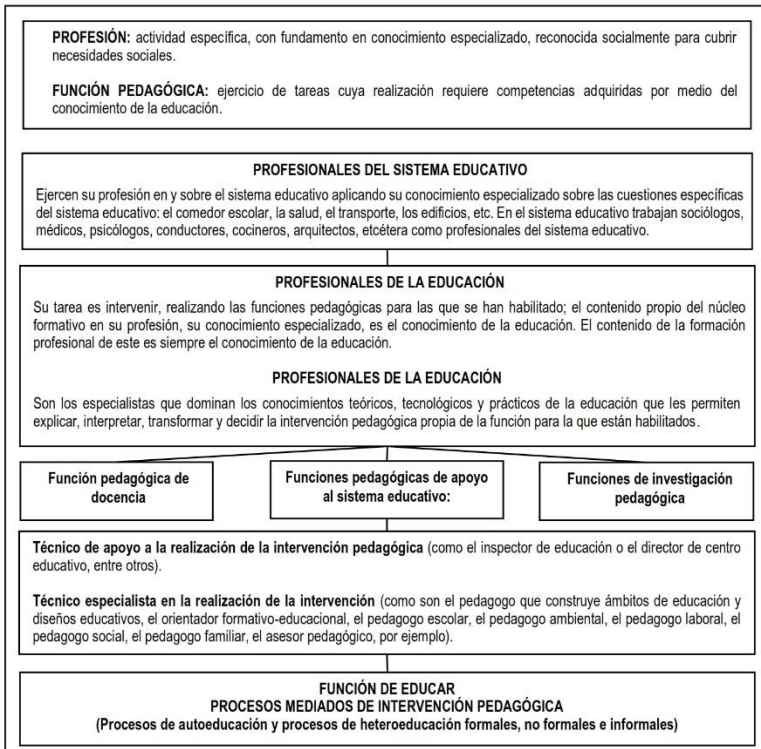 PROFESIÓN: actividad específica, con fundamento en conocimiento especializado, reconocida socialmente para cubrir
necesidades sociales.
FUNCIÓN PEDAGÓGICA: ejercicio de tareas cuya realización requiere competencias adquiridas por medio del
conocimiento de la educación.
PROFESIONALES DEL SISTEMA EDUCATIVO
Ejercen su profesión en y sobre el sistema educativo aplicando su conocimiento especializado sobre las cuestiones específicas
del sistema educativo: el comedor escolar, la salud, el transporte, los edificios, etc. En el sistema educativo trabajan sociólogos,
médicos, psicólogos, conductores, cocineros, arquitectos, etcétera como profesionales del sistema educativo.
PROFESIONALES DE LA EDUCACIÓN
Su tarea es intervenir, realizando las funciones pedagógicas para las que se han habilitado; el contenido propio del núcleo
formativo en su profesión, su conocimiento especializado, es el conocimiento de la educación. El contenido de la formación
profesional de este es siempre el conocimiento de la educación.
PROFESIONALES DE LA EDUCACIÓN
Son los especialistas que dominan los conocimientos teóricos, tecnológicos y prácticos de la educación que les permiten
explicar, interpretar, transformar y decidir la intervención pedagógica propia de la función para la que están habilitados.
Función pedagógica de
docencia
Funciones pedagógicas de apoyo
al sistema educativo:
Funciones de investigación
pedagógica
Técnico de apoyo a la realización de la intervención pedagógica (como el inspector de educación o el director de centro
educativo, entre otros).
Técnico especialista en la realización de la intervención (como son el pedagogo que construye ámbitos de educación y
diseños educativos, el orientador formativo-educacional, el pedagogo escolar, el pedagogo ambiental, el pedagogo laboral, el
pedagogo social, el pedagogo familiar, el asesor pedagógico, por ejemplo).
FUNCIÓN DE EDUCAR
PROCESOS MEDIADOS DE INTERVENCIÓN PEDAGÓGICA
(Procesos de autoeducación y procesos de heteroeducación formales, no formales e informales)